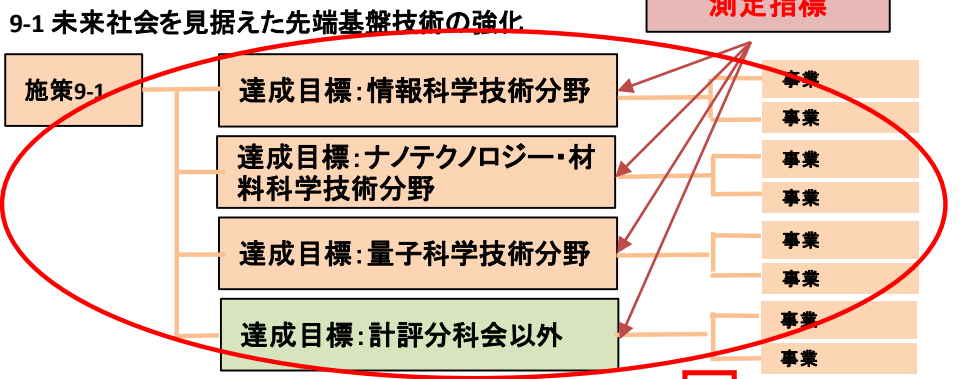 測定指標
9-1 未来社会を見据えた先端基盤技術の強化
施策9-1
達成目標：情報科学技術分野
事業
事業
達成目標：ナノテクノロジー・材
料科学技術分野
事業
事業
達成目標：量子科学技術分野
事業
事業
達成目標：計評分科会以外
事業
事業